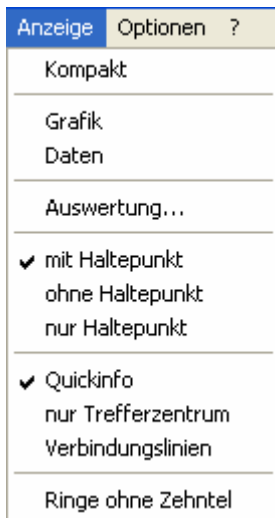 Anzeige Optionen ?
Kompakt
Grafik
Daten
Auswertung...
mit Haltepunkt
ohne Haltepunkt
nur Haltepunkt
Quickinfo
nur Trefferzentrum
Verbindungslinien
Ringe ohne Zehntel